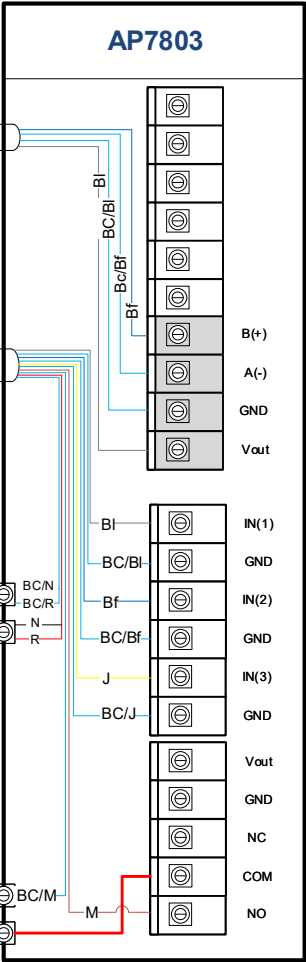 AP7803
Bl
BC/Bl
Bc/Bf
Bf
B(+)
A(-)
GND
Vout
Bl
IN(1)
BC/Bl
GND
BC/N
BC/R
Bf
IN(2)
N
R
BC/Bf
GND
J
IN(3)
BC/J
GND
Vout
GND
NC
COM
BC/M
M
NO